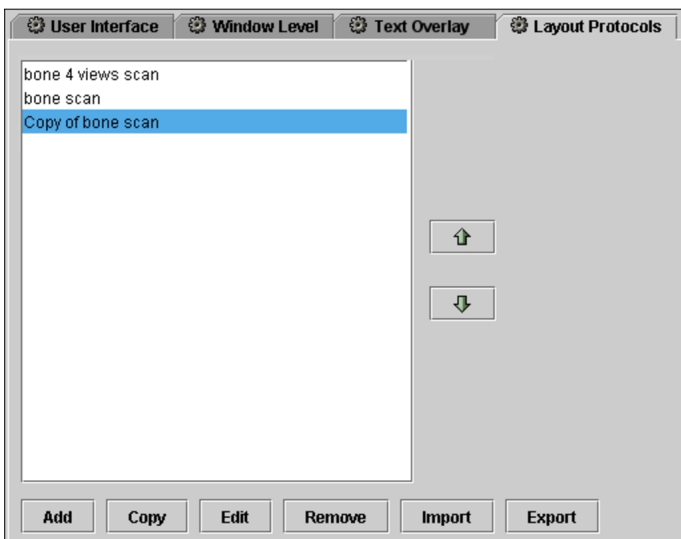 User Interface Window Level Text Overlay Layout Protocols
bone 4 views scan
bone scan
Copy of bone scan
Add Copy Edit Remove Import Export